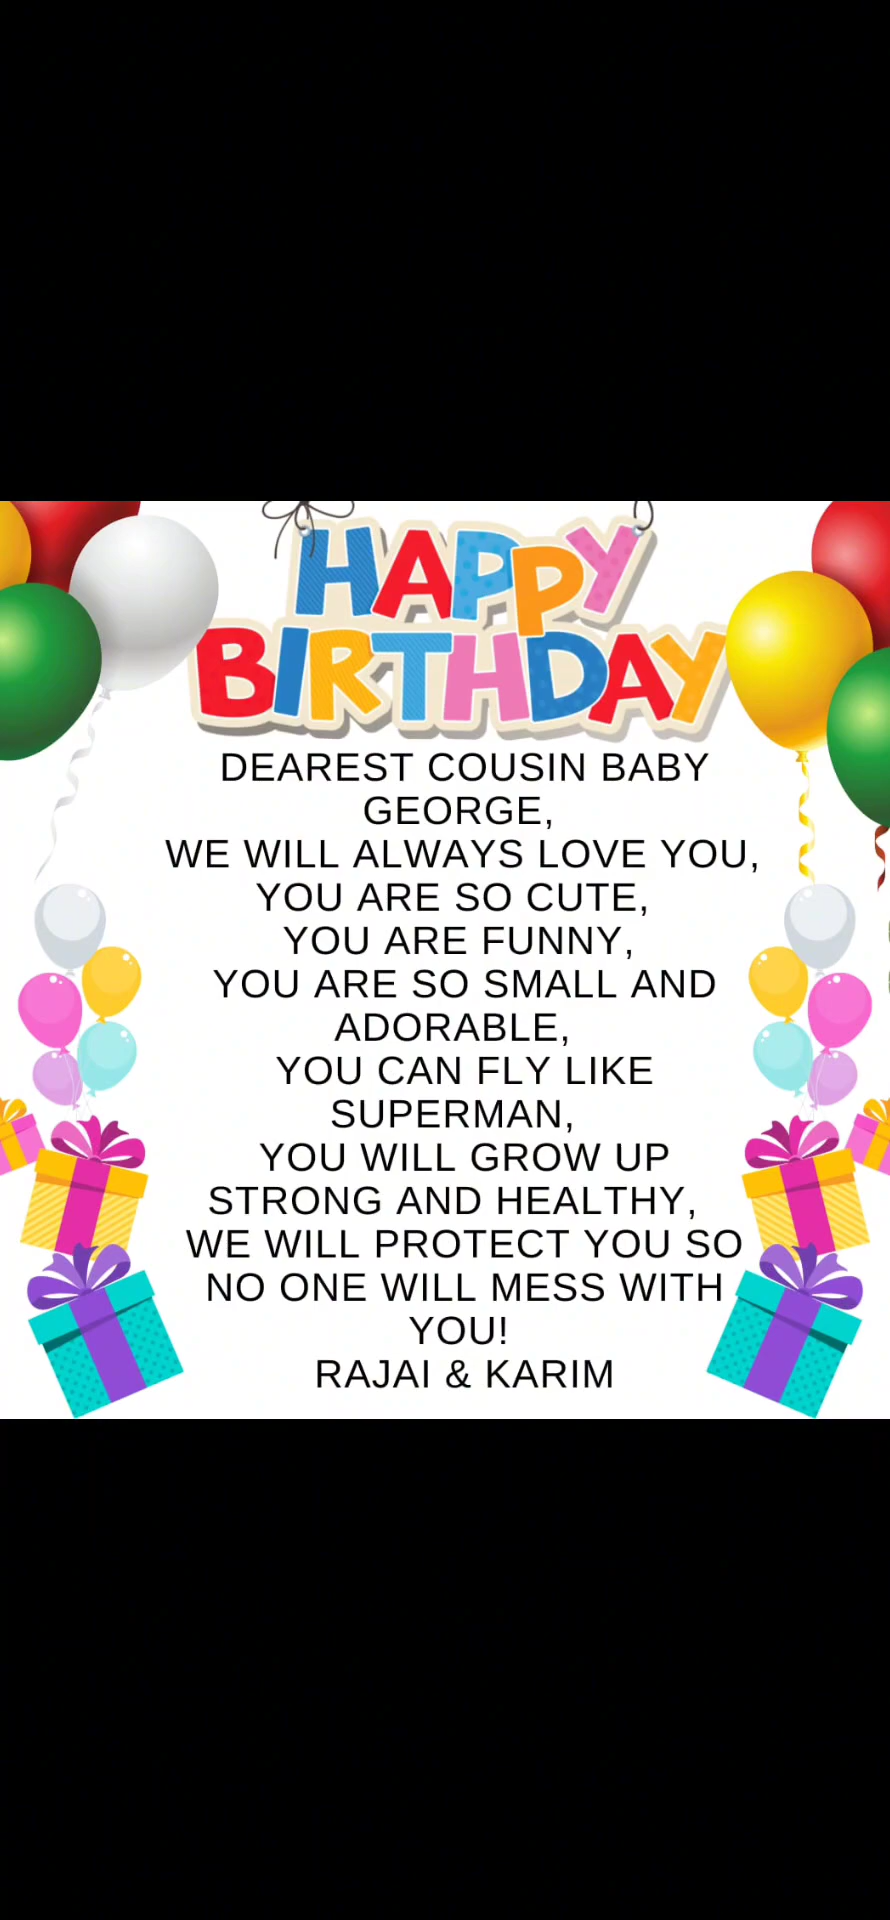 HAPPY
BIRTHDAY
DEAREST COUSIN BABY
GEORGE,
WE WILL ALWAYS LOVE YOU,
YOU ARE SO CUTE,
YOU ARE FUNNY,
YOU ARE SO SMALL AND
ADORABLE,
YOU CAN FLY LIKE
SUPERMAN,
YOU WILL GROW UP
STRONG AND HEALTHY,
WE WILL PROTECT YOU SO
NO ONE WILL MESS WITH
YOU!
RAJAI & KARIM